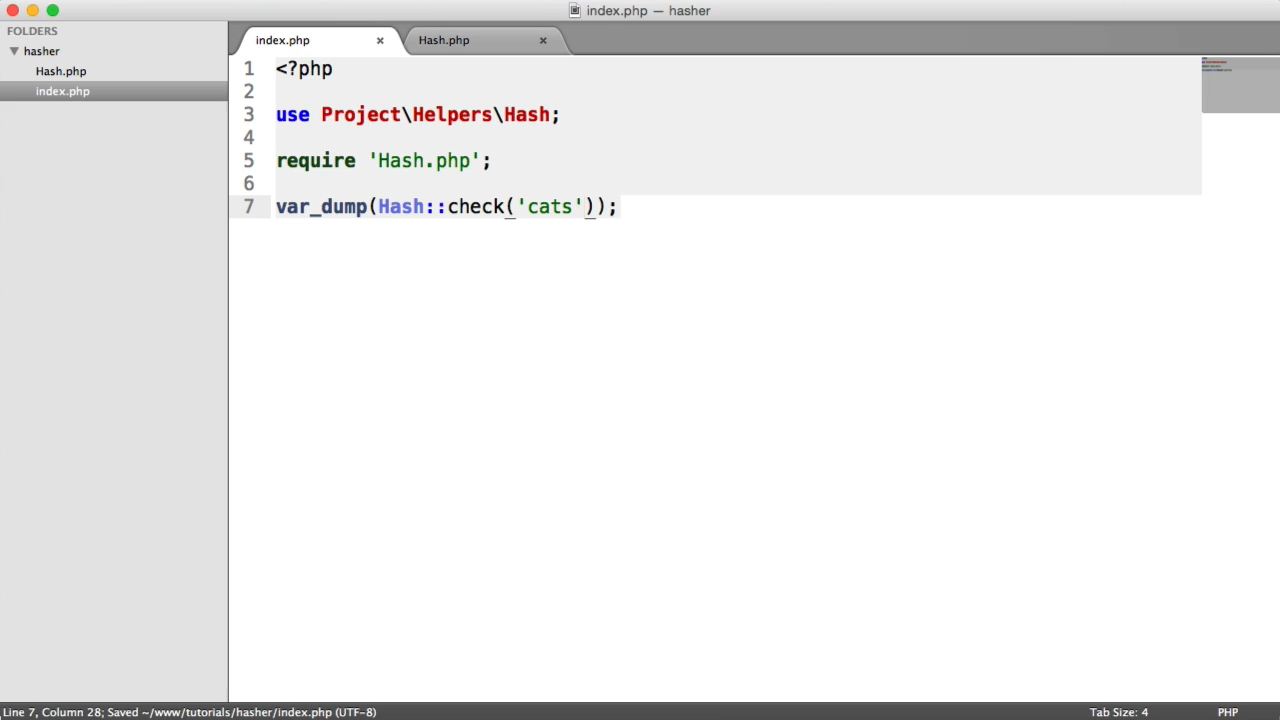 index.php — hasher
FOLDERS
hasher
Hash.php
index.php
index.php
Hash.php
1 <?php
2
3 use Project\Helpers\Hash;
4
5 require 'Hash.php';
6
7 var_dump(Hash::check('cats'));
Line 7, Column 28; Saved ~/www/tutorials/hasher/index.php (UTF-8)
Tab Size: 4
PHP